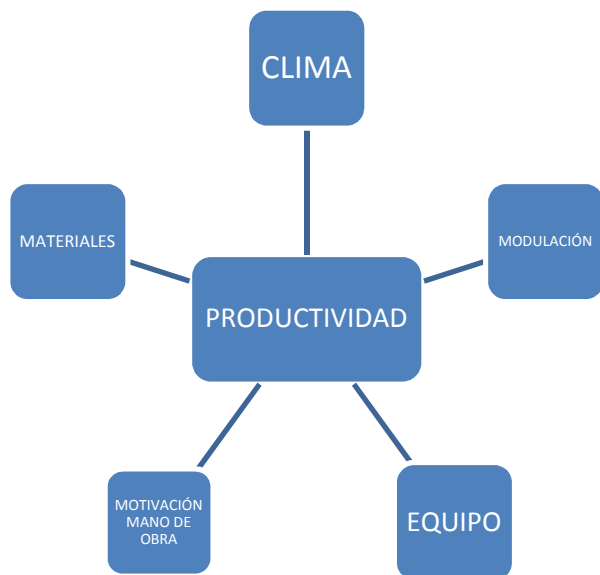 CLIMA
MATERIALES
MODULACIÓN
PRODUCTIVIDAD
MOTIVACIÓN
MANO DE
OBRA
EQUIPO